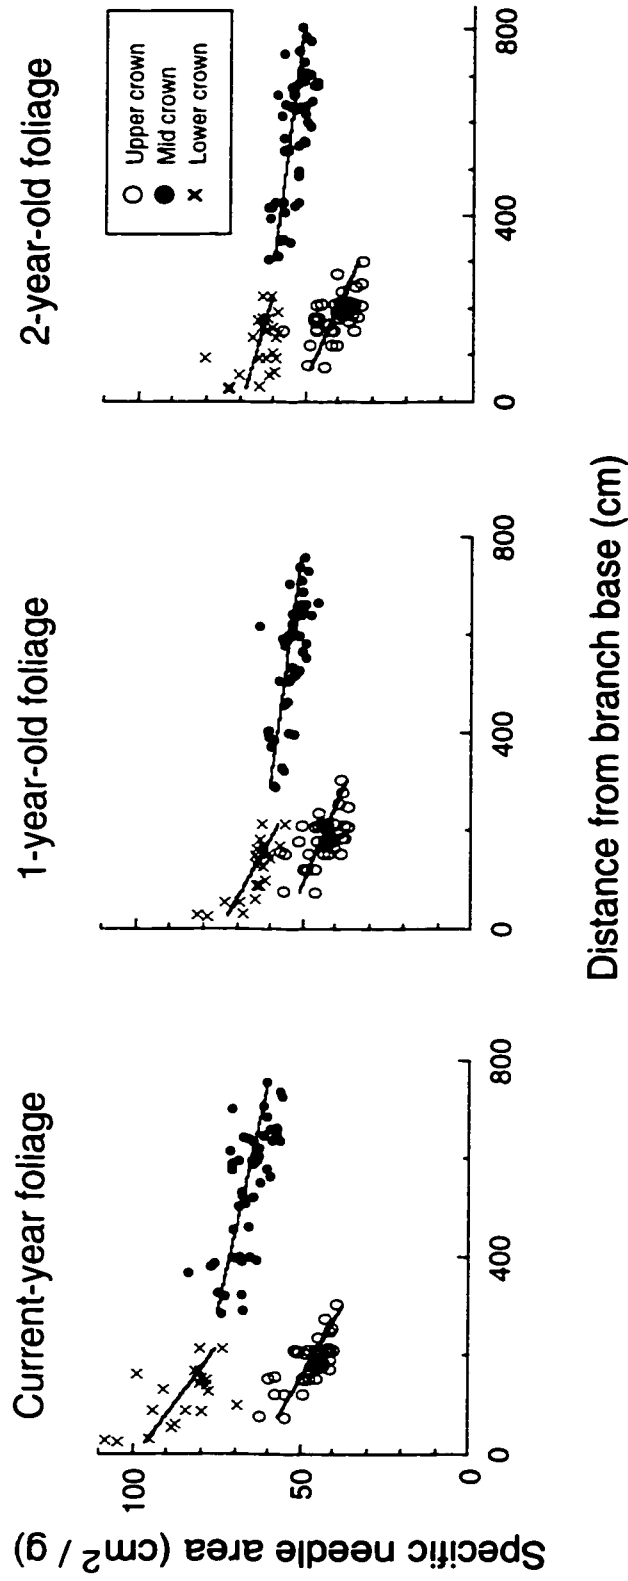 Current-year foliage
1-year-old foliage
2-year-old foliage
O Upper crown
● Mid crown
× Lower crown
Specific needle area (cm² / g)
100
50
0
0 400 800
0 400 800
0 400 800
Distance from branch base (cm)